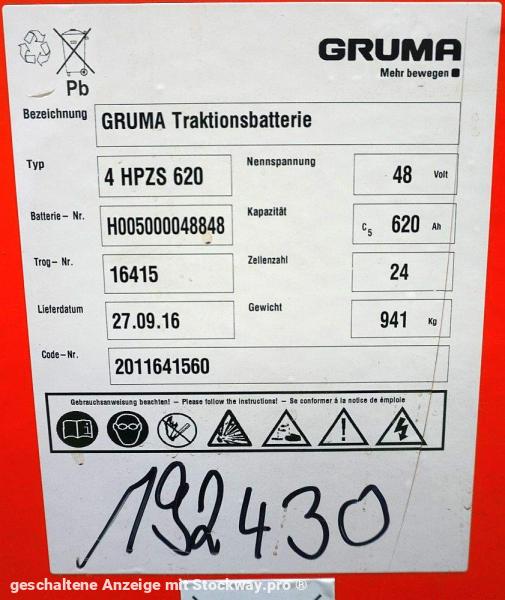 GRUMA
Mehr bewegen
Pb
Bezeichnung GRUMA Traktionsbatterie
Typ 4 HPZS 620 Nennspannung 48 Volt
Batterie- Nr. H005000048848 Kapazität C5 620 Ah
Trog- Nr. 16415 Zellenzahl 24
Lieferdatum 27.09.16 Gewicht 941 Kg
Code-Nr. 2011641560
Gebrauchsanweisung beachten! - Please follow the instructions! - Se conformer á la notice de émploie
192430
geschaltene Anzeige mit Stockway.pro ®